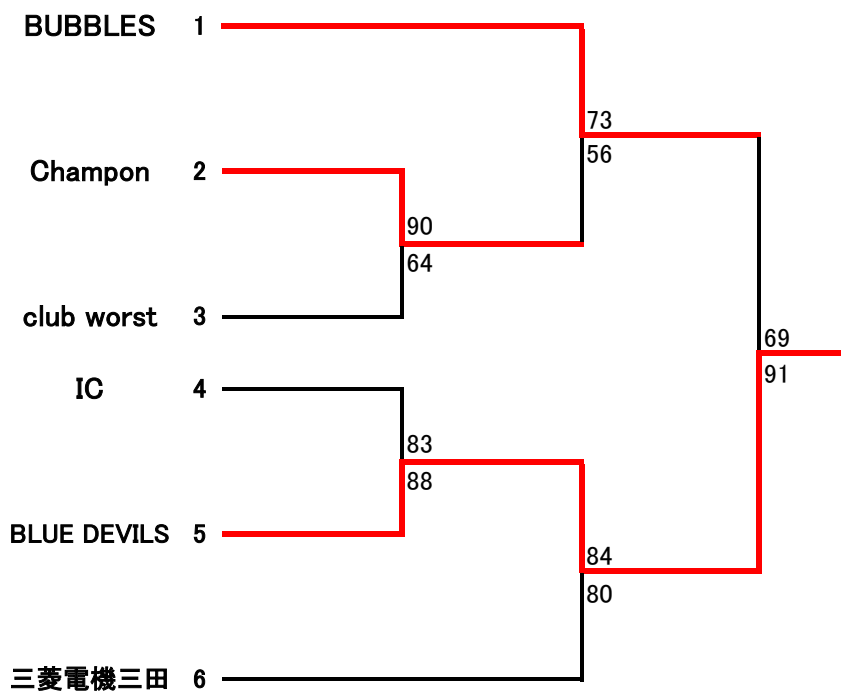 BUBBLES 1
73
56
Champon 2
90
64
club worst 3
69
91
IC 4
83
88
BLUE DEVILS 5
84
80
三菱電機三田 6